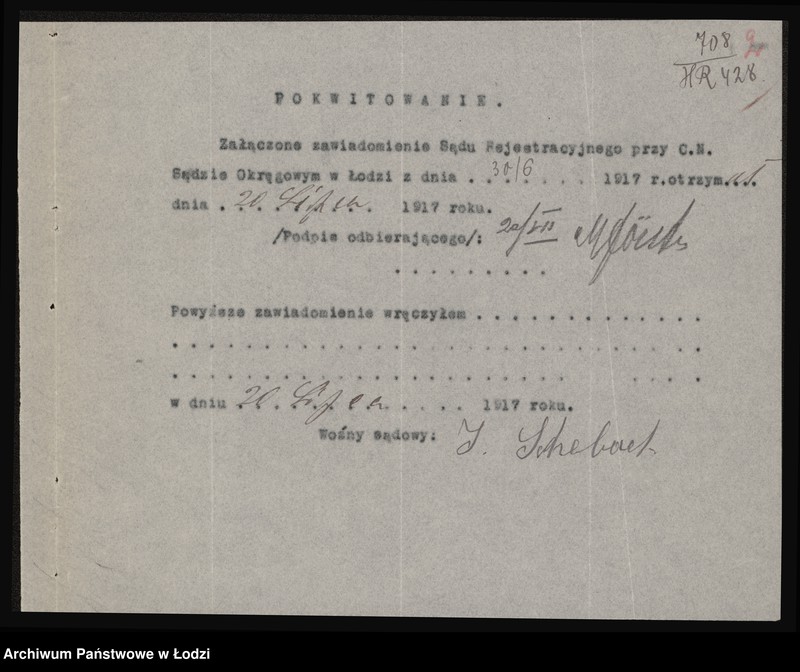 708
HR 428.
POKWITOWANIE.
Załączone zawiadomienie Sądu Rejestracyjnego przy C.N.
Sądzie Okręgowym w Łodzi z dnia . . 30/6 . . . . 1917 r. otrzym...
dnia . 20 Lipca . 1917 roku.
/Podpis odbierającego/: 20/VII
. . . . . . . . .
Powyższe zawiadomienie wręczyłem . . . . . . . . . . . . .
w dniu 20 Lipca . . . . 1917 roku.
Woźny sądowy: J.
Archiwum Państwowe w Łodzi